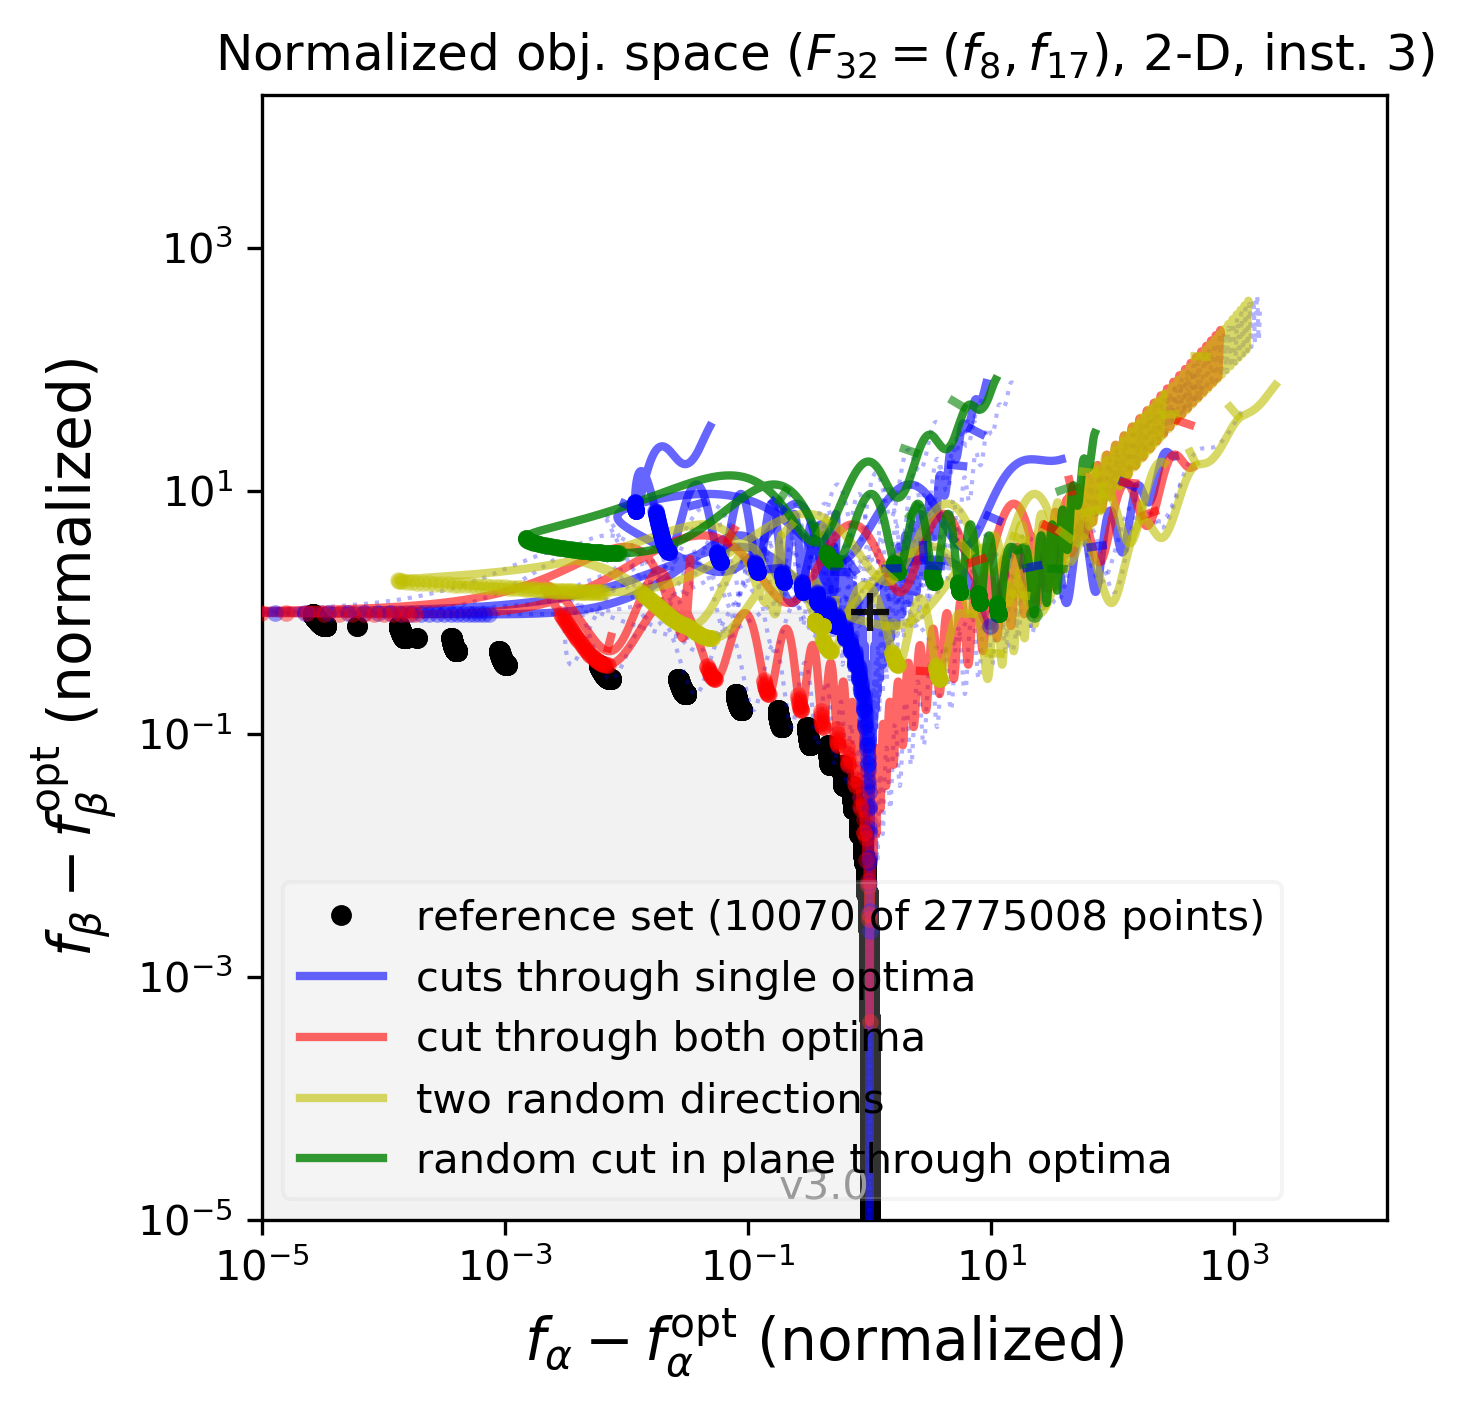 Normalized obj. space (F₃₂ = (f₈, f₁₇), 2-D, inst. 3)
10³
10¹
10⁻¹
10⁻³
10⁻⁵
f_β − f_β^opt (normalized)
reference set (10070 of 2775008 points)
cuts through single optima
cut through both optima
two random directions
random cut in plane through optima
v3.0
10⁻⁵ 10⁻³ 10⁻¹ 10¹ 10³
f_α − f_α^opt (normalized)